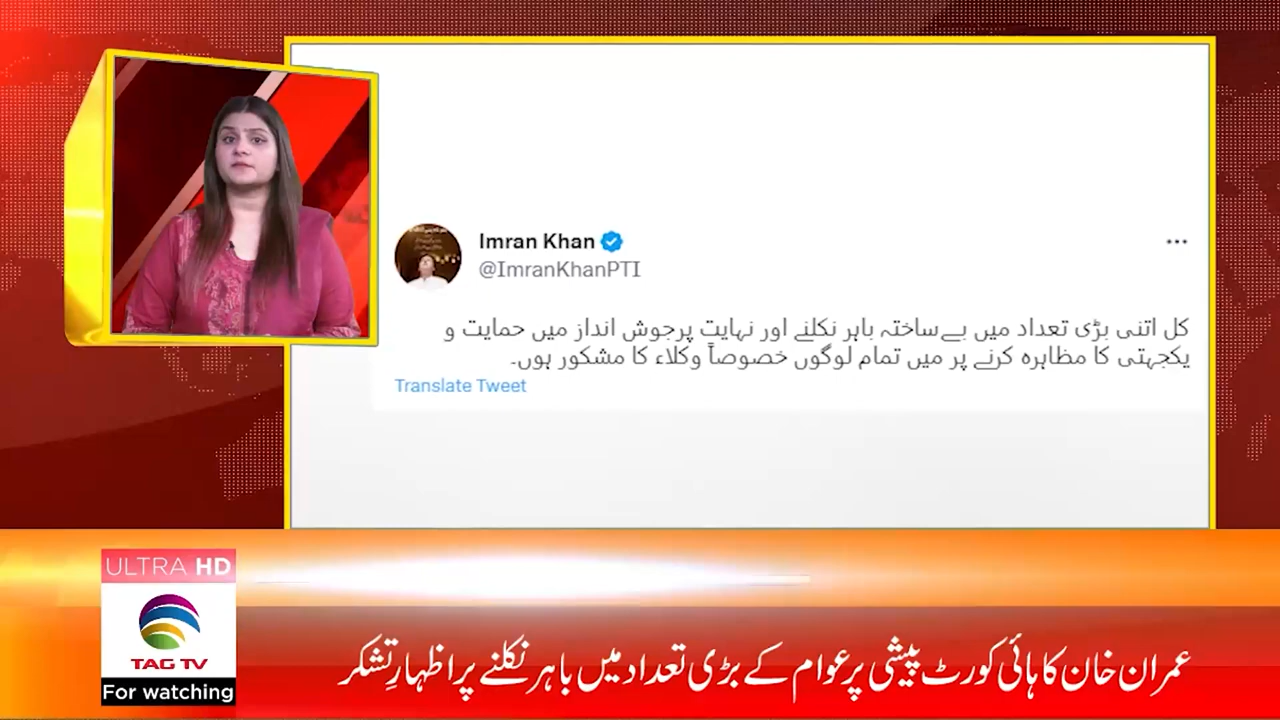 Imran Khan
@ImranKhanPTI
کل اتنی بڑی تعداد میں بےساختہ باہر نکلنے اور نہایت پرجوش انداز میں حمایت و
یکجہتی کا مظاہرہ کرنے پر میں تمام لوگوں خصوصاً وکلاء کا مشکور ہوں۔
Translate Tweet
ULTRA HD
TAG TV
For watching
عمران خان کا ہائی کورٹ پیشی پر عوام کے بڑی تعداد میں باہر نکلنے پر اظہارِ تشکر